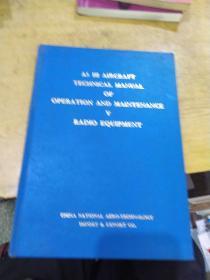 A5 III AIRCRAFT
TECHNICAL MANUAL
OF
OPERATION AND MAINTENANCE
V
RADIO EQUIPMENT
CHINA NATIONAL AERO-TECHNOLOGY
IMPORT & EXPORT CO.